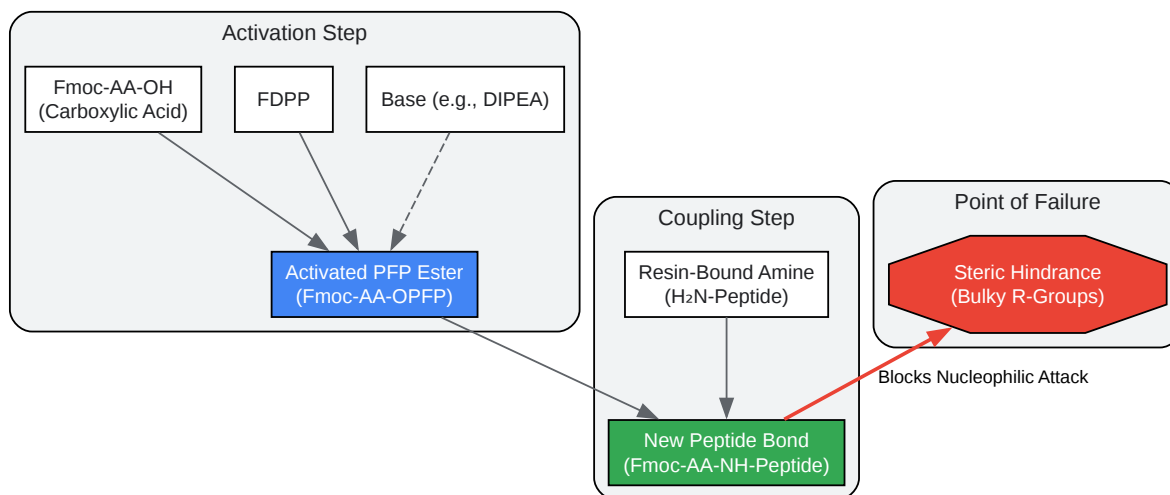 Activation Step
Fmoc-AA-OH
(Carboxylic Acid)
FDPP
Base (e.g., DIPEA)
Activated PFP Ester
(Fmoc-AA-OPFP)
Coupling Step
Resin-Bound Amine
(H₂N-Peptide)
New Peptide Bond
(Fmoc-AA-NH-Peptide)
Point of Failure
Steric Hindrance
(Bulky R-Groups)
Blocks Nucleophilic Attack